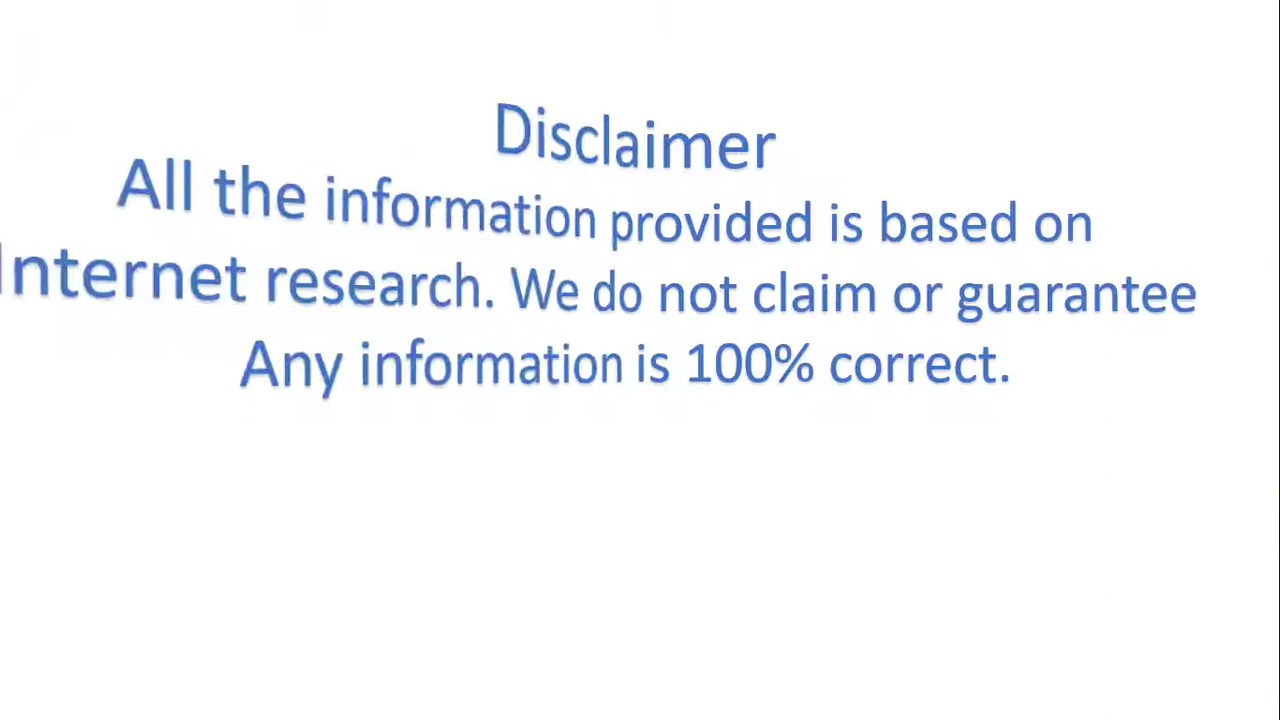 Disclaimer
All the information provided is based on
Internet research. We do not claim or guarantee
Any information is 100% correct.